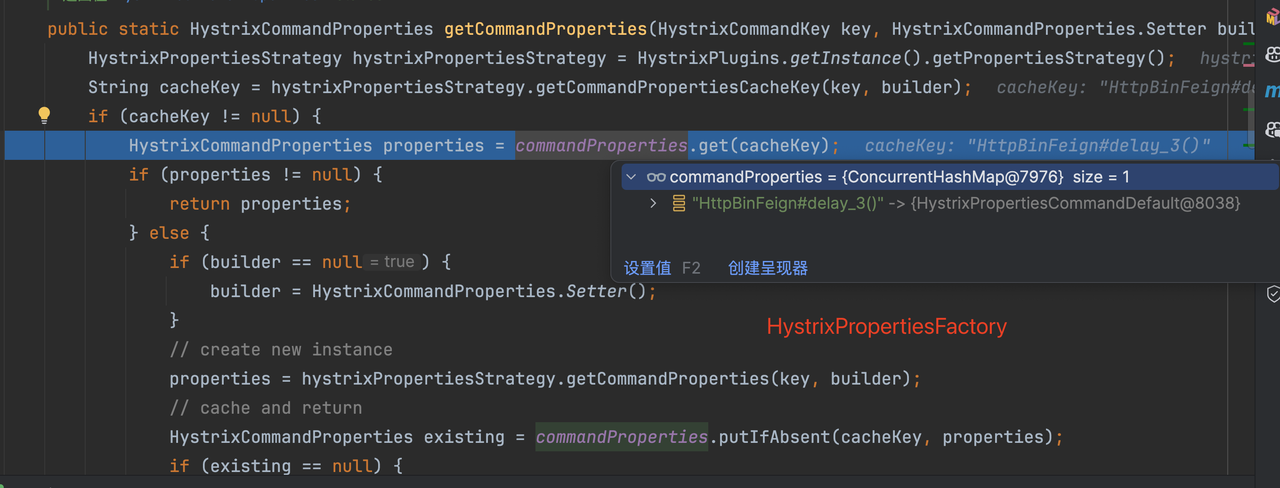 public static HystrixCommandProperties getCommandProperties(HystrixCommandKey key, HystrixCommandProperties.Setter buil
HystrixPropertiesStrategy hystrixPropertiesStrategy = HystrixPlugins.getInstance().getPropertiesStrategy(); hystr
String cacheKey = hystrixPropertiesStrategy.getCommandPropertiesCacheKey(key, builder); cacheKey: "HttpBinFeign#de
if (cacheKey != null) {
HystrixCommandProperties properties = commandProperties.get(cacheKey); cacheKey: "HttpBinFeign#delay_3()"
if (properties != null) {
commandProperties = {ConcurrentHashMap@7976} size = 1
return properties;
"HttpBinFeign#delay_3()" -> {HystrixPropertiesCommandDefault@8038}
} else {
if (builder == null = true ) {
设置值 F2 创建呈现器
builder = HystrixCommandProperties.Setter();
}
HystrixPropertiesFactory
// create new instance
properties = hystrixPropertiesStrategy.getCommandProperties(key, builder);
// cache and return
HystrixCommandProperties existing = commandProperties.putIfAbsent(cacheKey, properties);
if (existing == null) {